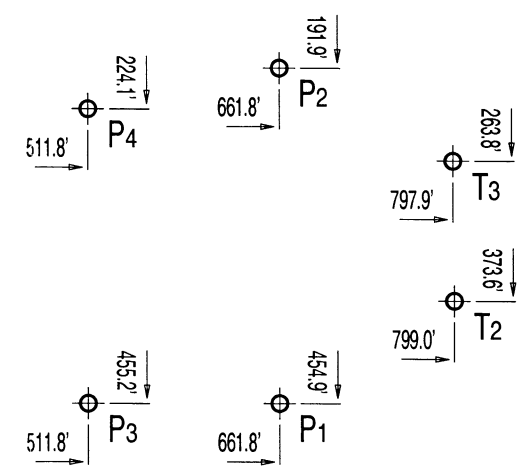 191.9'
224.1'
P2
661.8'
P4
263.8'
511.8'
T3
797.9'
373.6'
T2
799.0'
455.2'
454.9'
P3
P1
511.8'
661.8'